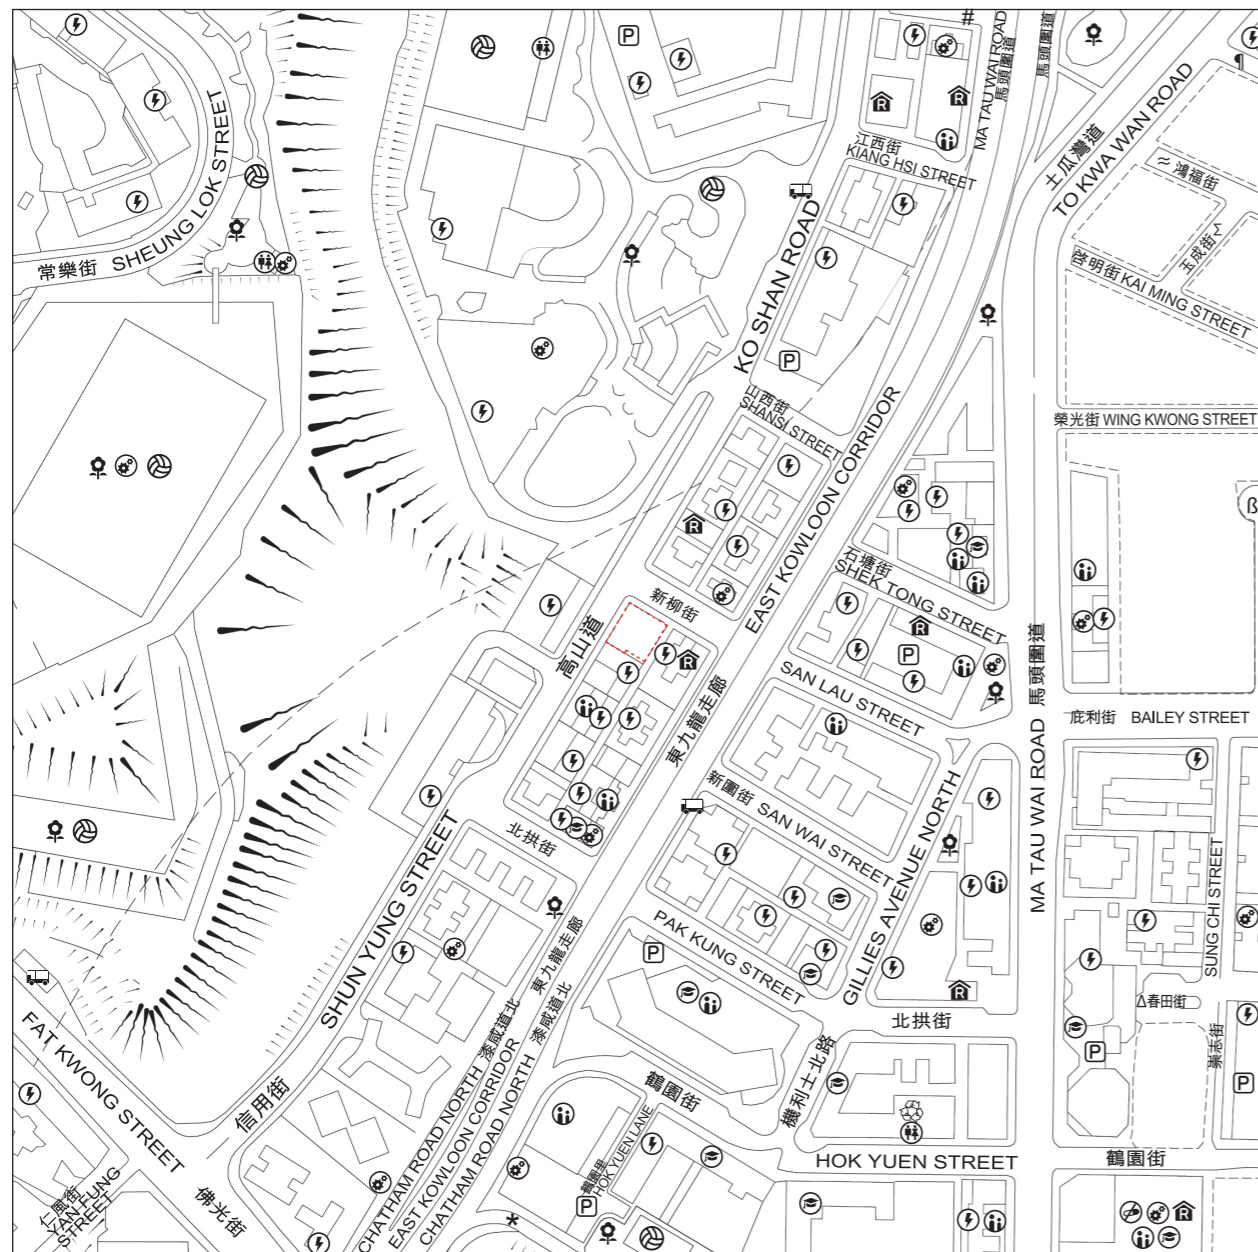 P
#
MA TAU WAI ROAD
馬頭圍道
馬頭圍道
R
R
江西街
KIANG HSI STREET
土瓜灣道
TO KWA WAN ROAD
¶
鴻福街
玉成街
啓明街 KAI MING STREET
SHEUNG LOK STREET
常樂街
KO SHAN ROAD
P
山西街
SHANSI STREET
EAST KOWLOON CORRIDOR
榮光街 WING KWONG STREET
ß
R
石塘街
SHEK TONG STREET
新柳街
高山道
R
R
P
SAN LAU STREET
東九龍走廊
MA TAU WAI ROAD 馬頭圍道
庇利街 BAILEY STREET
新圍街 SAN WAI STREET
北拱街
SHUN YUNG STREET
信用街
GILLIES AVENUE NORTH
機利士北路
PAK KUNG STREET
P
R
北拱街
SUNG CHI STREET
崇志街
春田街
P
P
FAT KWONG STREET
佛光街
仁風街
YAN FUNG
STREET
CHATHAM ROAD NORTH 漆咸道北
EAST KOWLOON CORRIDOR 東九龍走廊
CHATHAM ROAD NORTH 漆咸道北
鶴園街
鶴園里
HOK YUEN LANE
P
*
HOK YUEN STREET
鶴園街
R